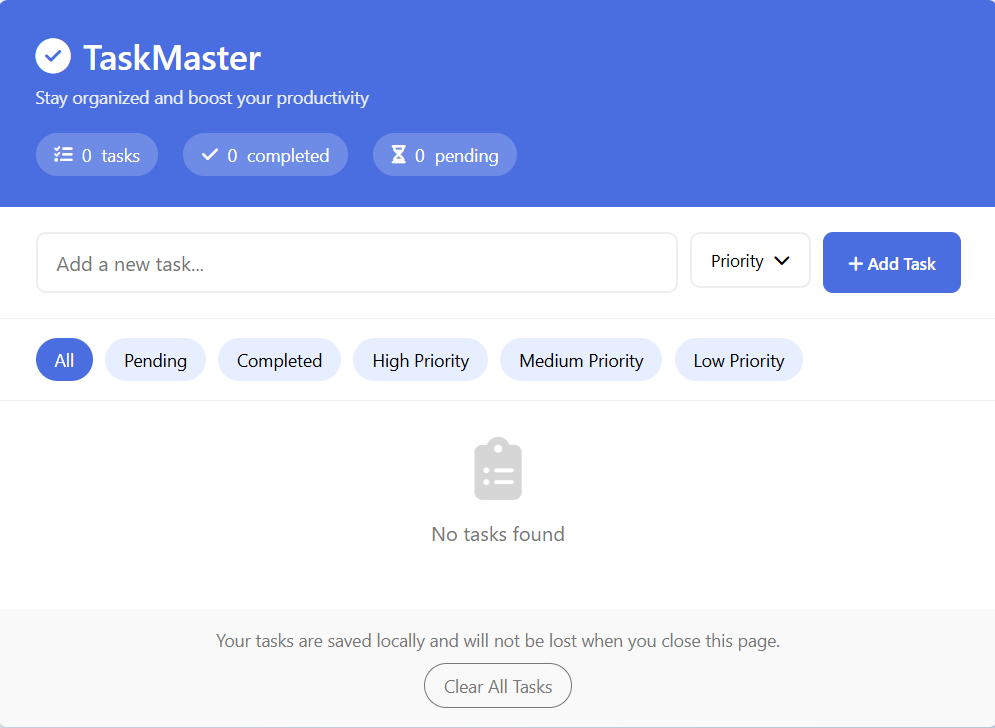 TaskMaster
Stay organized and boost your productivity
0 tasks 0 completed 0 pending
Add a new task... Priority Add Task
All Pending Completed High Priority Medium Priority Low Priority
No tasks found
Your tasks are saved locally and will not be lost when you close this page.
Clear All Tasks